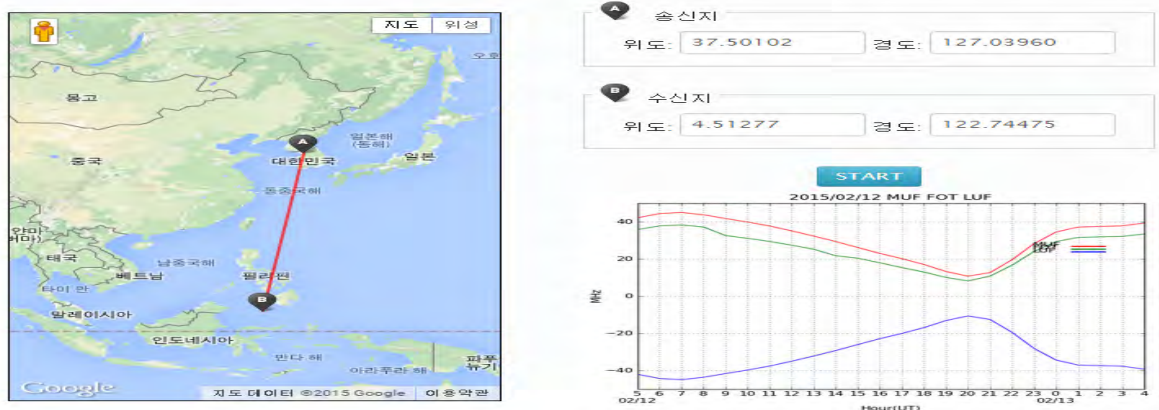 지도 위성
몽고
중국
일본해
(동해)
대한민국
일본
동중국해
태국
남중국해
베트남
필리핀
타이 만
말레이시아
인도네시아
반다 해
아라푸라 해
파푸
뉴기
Google
지도 데이터 ©2015 Google 이용약관
A 송신지
위도: 37.50102 경도: 127.03960
B 수신지
위도: 4.51277 경도: 122.74475
START
2015/02/12 MUF FOT LUF
MUF
LUF
MHz
40
20
0
−20
−40
5 6 7 8 9 10 11 12 13 14 15 16 17 18 19 20 21 22 23 0 1 2 3 4
02/12 02/13
Hour(UT)